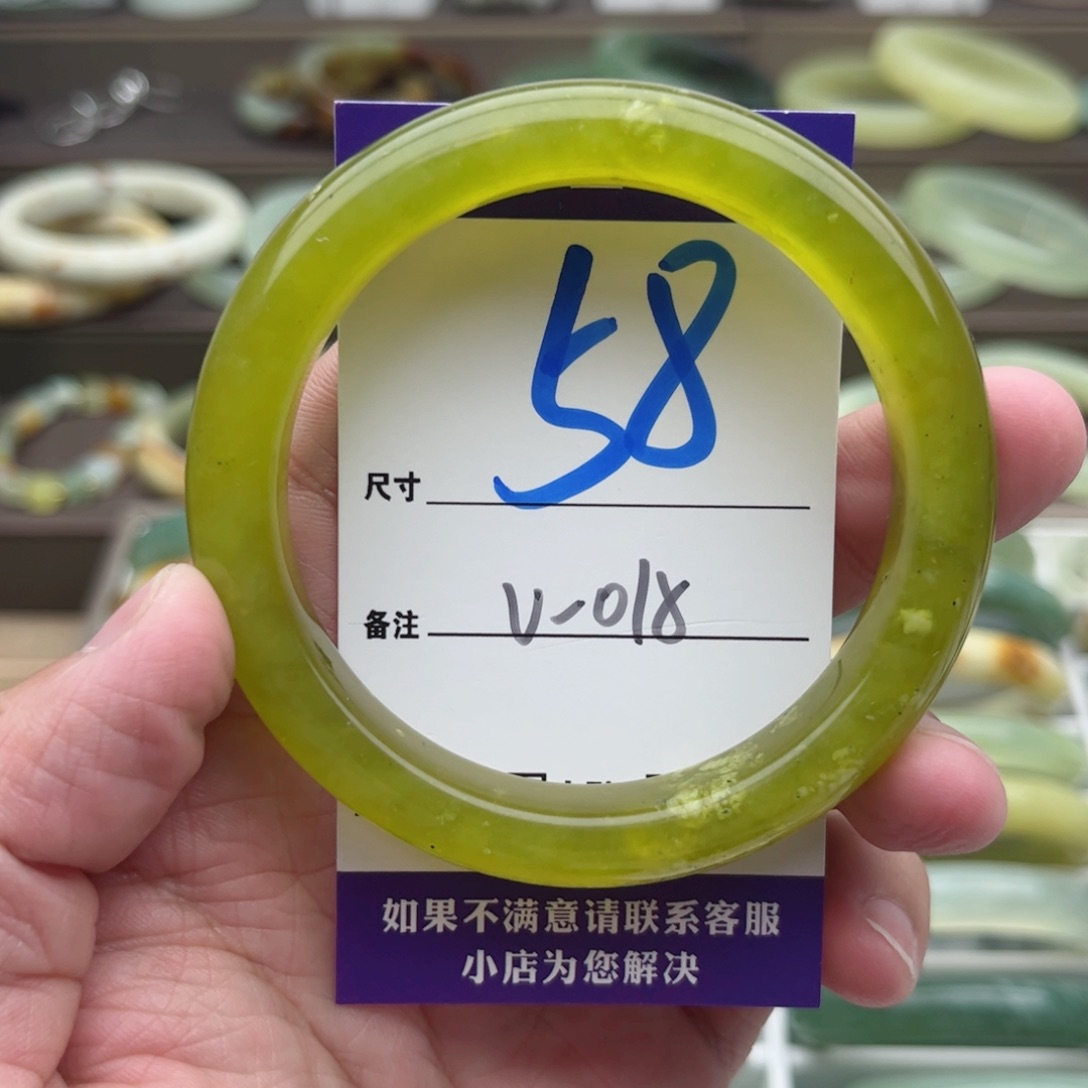 尺寸 58
备注 V-018
如果不满意请联系客服
小店为您解决